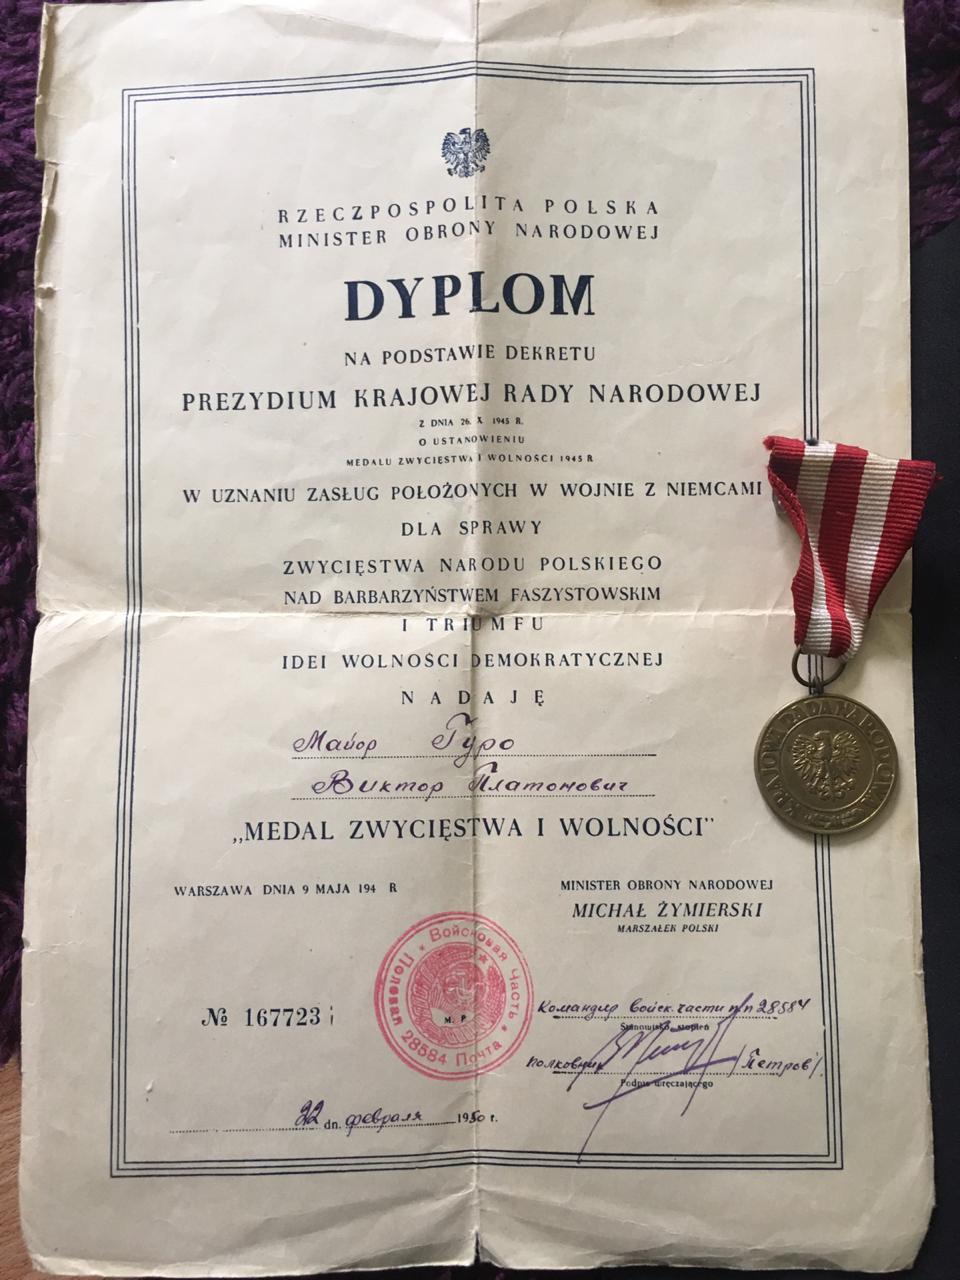 RZECZPOSPOLITA POLSKA
MINISTER OBRONY NARODOWEJ
DYPLOM
NA PODSTAWIE DEKRETU
PREZYDIUM KRAJOWEJ RADY NARODOWEJ
Z DNIA 26. X 1945 R.
O USTANOWIENIU
MEDALU ZWYCIĘSTWA I WOLNOŚCI 1945 R
W UZNANIU ZASŁUG POŁOŻONYCH W WOJNIE Z NIEMCAMI
DLA SPRAWY
ZWYCIĘSTWA NARODU POLSKIEGO
NAD BARBARZYŃSTWEM FASZYSTOWSKIM
I TRIUMFU
IDEI WOLNOŚCI DEMOKRATYCZNEJ
NADAJĘ
Майор Гуро
Виктор Платонович
„MEDAL ZWYCIĘSTWA I WOLNOŚCI"
WARSZAWA DNIA 9 MAJA 194 R
MINISTER OBRONY NARODOWEJ
MICHAŁ ŻYMIERSKI
MARSZAŁEK POLSKI
№ 167723
Войсковая Часть * Полевая Почта * 28584
M. P
Командир войск. части п/п 28584
Stanowisko, stopień
полковник /Петров/
Podpis wręczającego
22 dn. февраля 1950 r.
KRAJOWA RADA NARODOWA